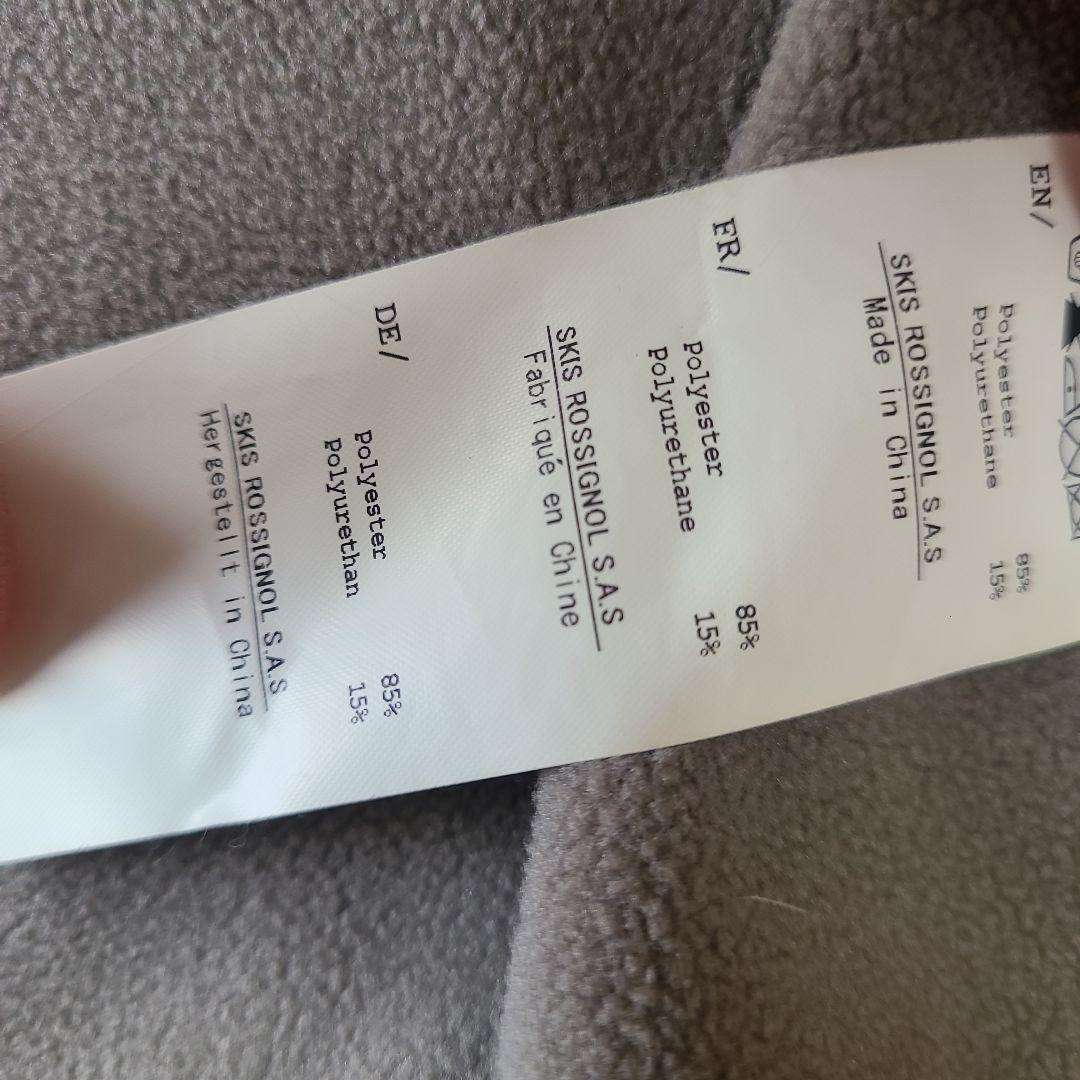 EN/
Polyester 85%
Polyurethane 15%
SKIS ROSSIGNOL S.A.S
Made in China
FR/
Polyester 85%
Polyurethane 15%
SKIS ROSSIGNOL S.A.S
Fabriqué en Chine
DE/
Polyester 85%
Polyurethan 15%
SKIS ROSSIGNOL S.A.S
Hergestellt in China